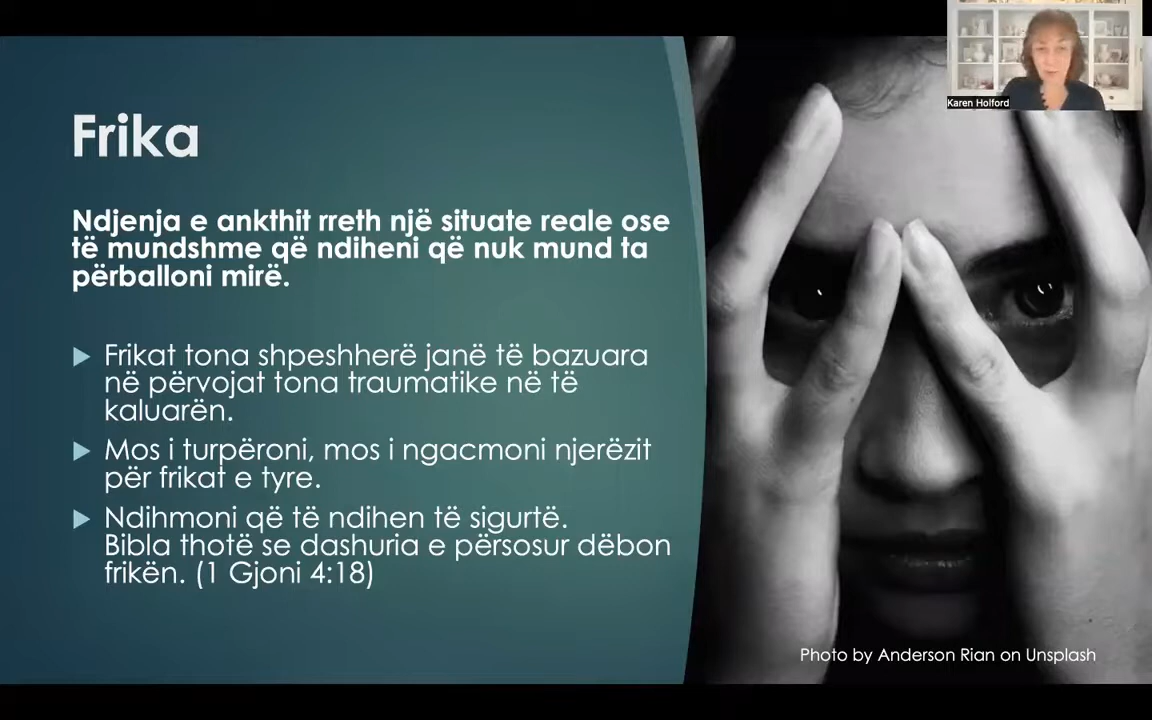 Karen Holford
Frika
Ndjenja e ankthit rreth një situate reale ose
të mundshme që ndiheni që nuk mund ta
përballoni mirë.
Frikat tona shpeshherë janë të bazuara
në përvojat tona traumatike në të
kaluarën.
Mos i turpëroni, mos i ngacmoni njerëzit
për frikat e tyre.
Ndihmoni që të ndihen të sigurtë.
Bibla thotë se dashuria e përsosur dëbon
frikën. (1 Gjoni 4:18)
Photo by Anderson Rian on Unsplash